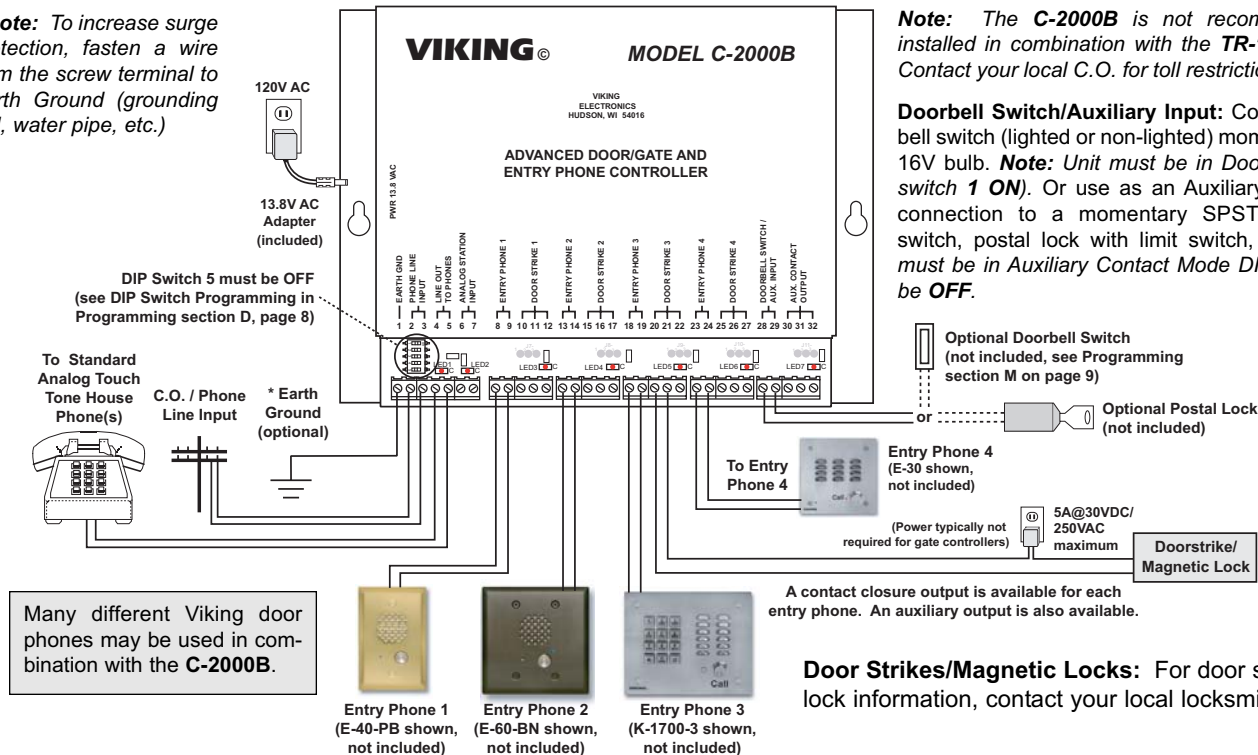 ote: To increase surge
tection, fasten a wire
m the screw terminal to
rth Ground (grounding
, water pipe, etc.)
120V AC
13.8V AC
Adapter
(included)
VIKING©
MODEL C-2000B
VIKING
ELECTRONICS
HUDSON, WI 54016
ADVANCED DOOR/GATE AND
ENTRY PHONE CONTROLLER
PWR 13.8 VAC
EARTH GND
PHONE LINE
INPUT
LINE OUT
TO PHONES
ANALOG STATION
INPUT
ENTRY PHONE 1
DOOR STRIKE 1
ENTRY PHONE 2
DOOR STRIKE 2
ENTRY PHONE 3
DOOR STRIKE 3
ENTRY PHONE 4
DOOR STRIKE 4
DOORBELL SWITCH /
AUX. INPUT
AUX. CONTACT
OUTPUT
1 2 3 4 5 6 7 8 9 10 11 12 13 14 15 16 17 18 19 20 21 22 23 24 25 26 27 28 29 30 31 32
LED1 C LED2 C LED3 C LED4 C LED5 C LED6 C LED7 C
Note: The C-2000B is not recom
installed in combination with the TR-
Contact your local C.O. for toll restrictio
Doorbell Switch/Auxiliary Input: Co
bell switch (lighted or non-lighted) mom
16V bulb. Note: Unit must be in Door
switch 1 ON). Or use as an Auxiliary
connection to a momentary SPST
switch, postal lock with limit switch,
must be in Auxiliary Contact Mode DI
be OFF.
DIP Switch 5 must be OFF
(see DIP Switch Programming in
Programming section D, page 8)
To Standard
Analog Touch
Tone House
Phone(s)
C.O. / Phone
Line Input
* Earth
Ground
(optional)
Optional Doorbell Switch
(not included, see Programming
section M on page 9)
or
Optional Postal Lock
(not included)
To Entry
Phone 4
Entry Phone 4
(E-30 shown,
not included)
Call
(Power typically not
required for gate controllers)
5A@30VDC/
250VAC
maximum
Doorstrike/
Magnetic Lock
A contact closure output is available for each
entry phone. An auxiliary output is also available.
Many different Viking door
phones may be used in com-
bination with the C-2000B.
Call
Entry Phone 1
(E-40-PB shown,
not included)
Entry Phone 2
(E-60-BN shown,
not included)
Entry Phone 3
(K-1700-3 shown,
not included)
Door Strikes/Magnetic Locks: For door s
lock information, contact your local locksmi